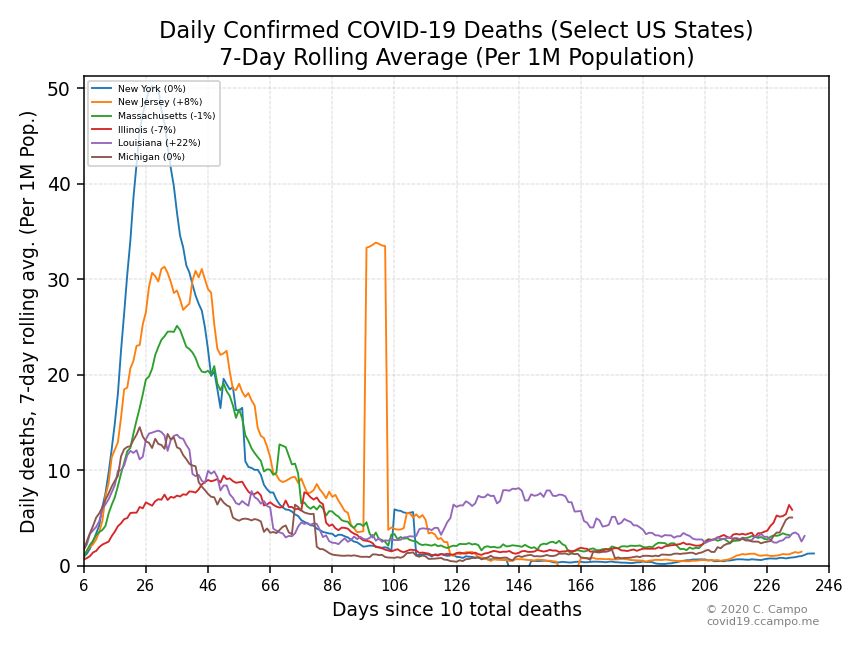 Daily Confirmed COVID-19 Deaths (Select US States)
7-Day Rolling Average (Per 1M Population)
Daily deaths, 7-day rolling avg. (Per 1M Pop.)
50
40
30
20
10
0
New York (0%)
New Jersey (+8%)
Massachusetts (-1%)
Illinois (-7%)
Louisiana (+22%)
Michigan (0%)
6 26 46 66 86 106 126 146 166 186 206 226 246
Days since 10 total deaths
© 2020 C. Campo
covid19.ccampo.me